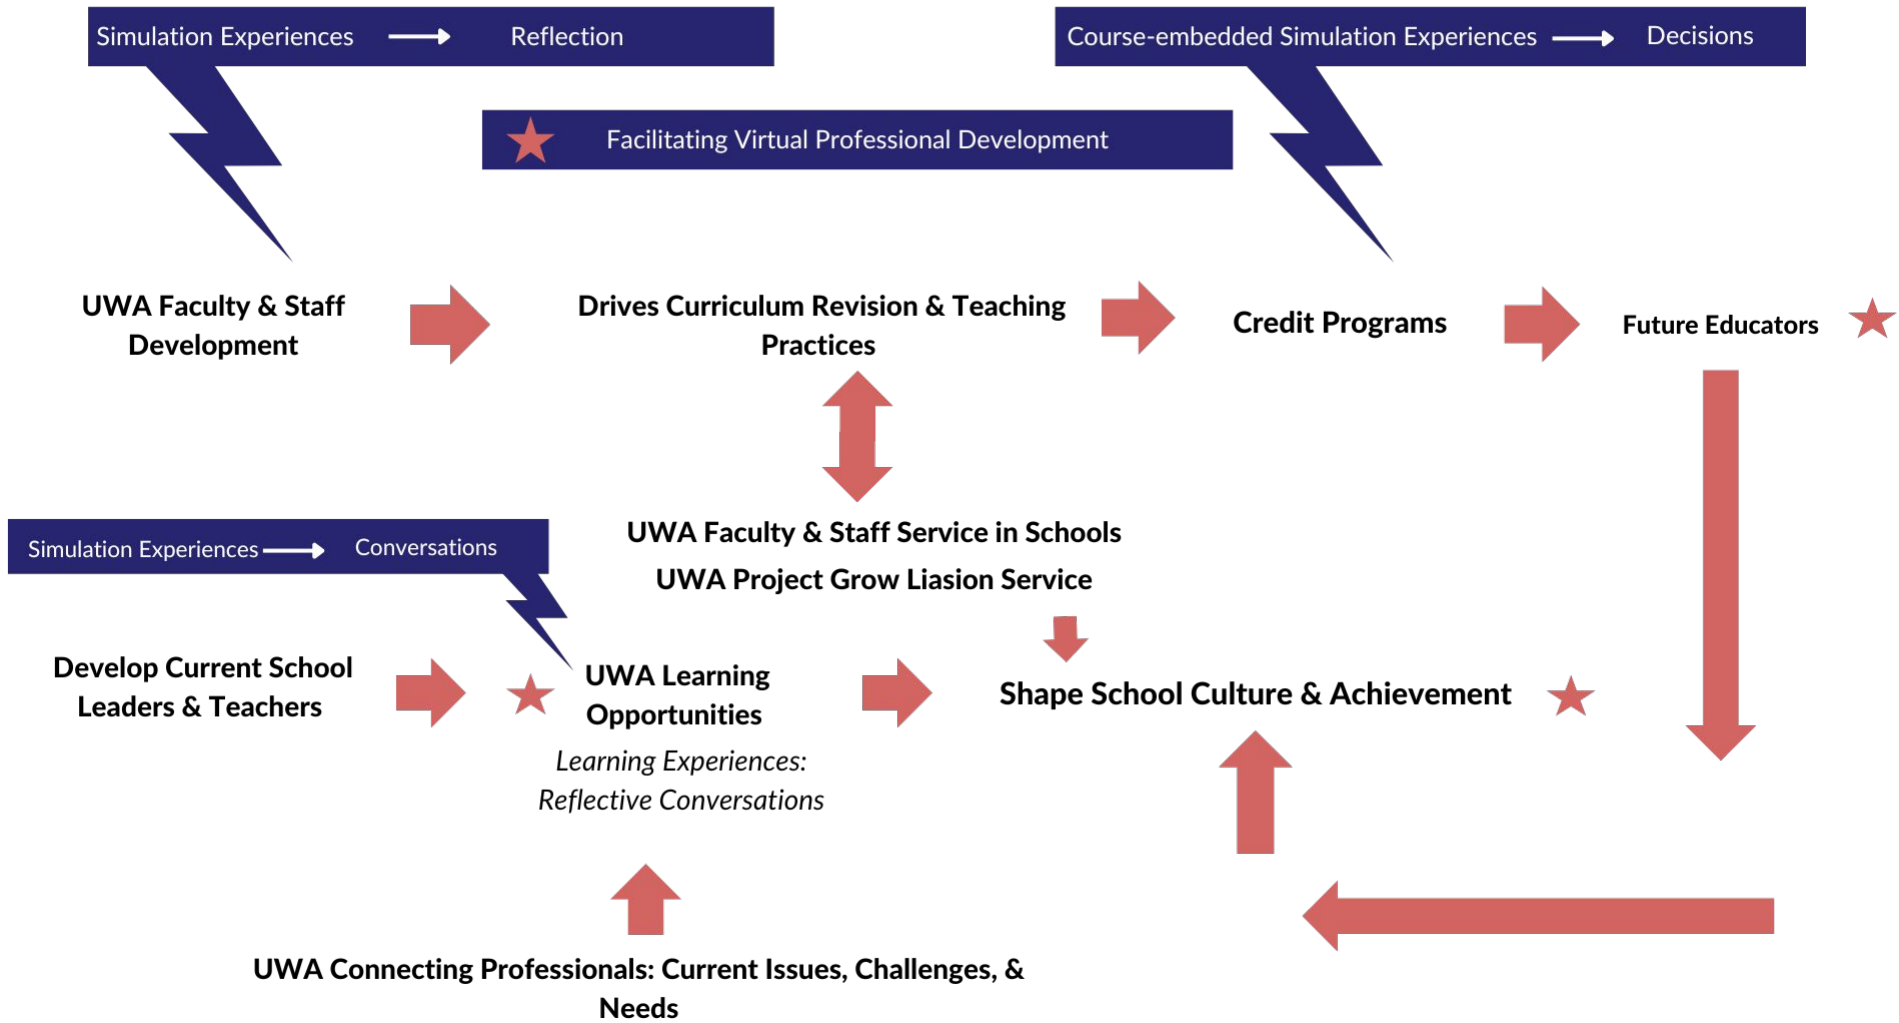 Simulation Experiences Reflection
Course-embedded Simulation Experiences Decisions
Facilitating Virtual Professional Development
UWA Faculty & Staff
Development
Drives Curriculum Revision & Teaching
Practices
Credit Programs
Future Educators
UWA Faculty & Staff Service in Schools
UWA Project Grow Liasion Service
Simulation Experiences Conversations
Develop Current School
Leaders & Teachers
UWA Learning
Opportunities
Learning Experiences:
Reflective Conversations
Shape School Culture & Achievement
UWA Connecting Professionals: Current Issues, Challenges, &
Needs